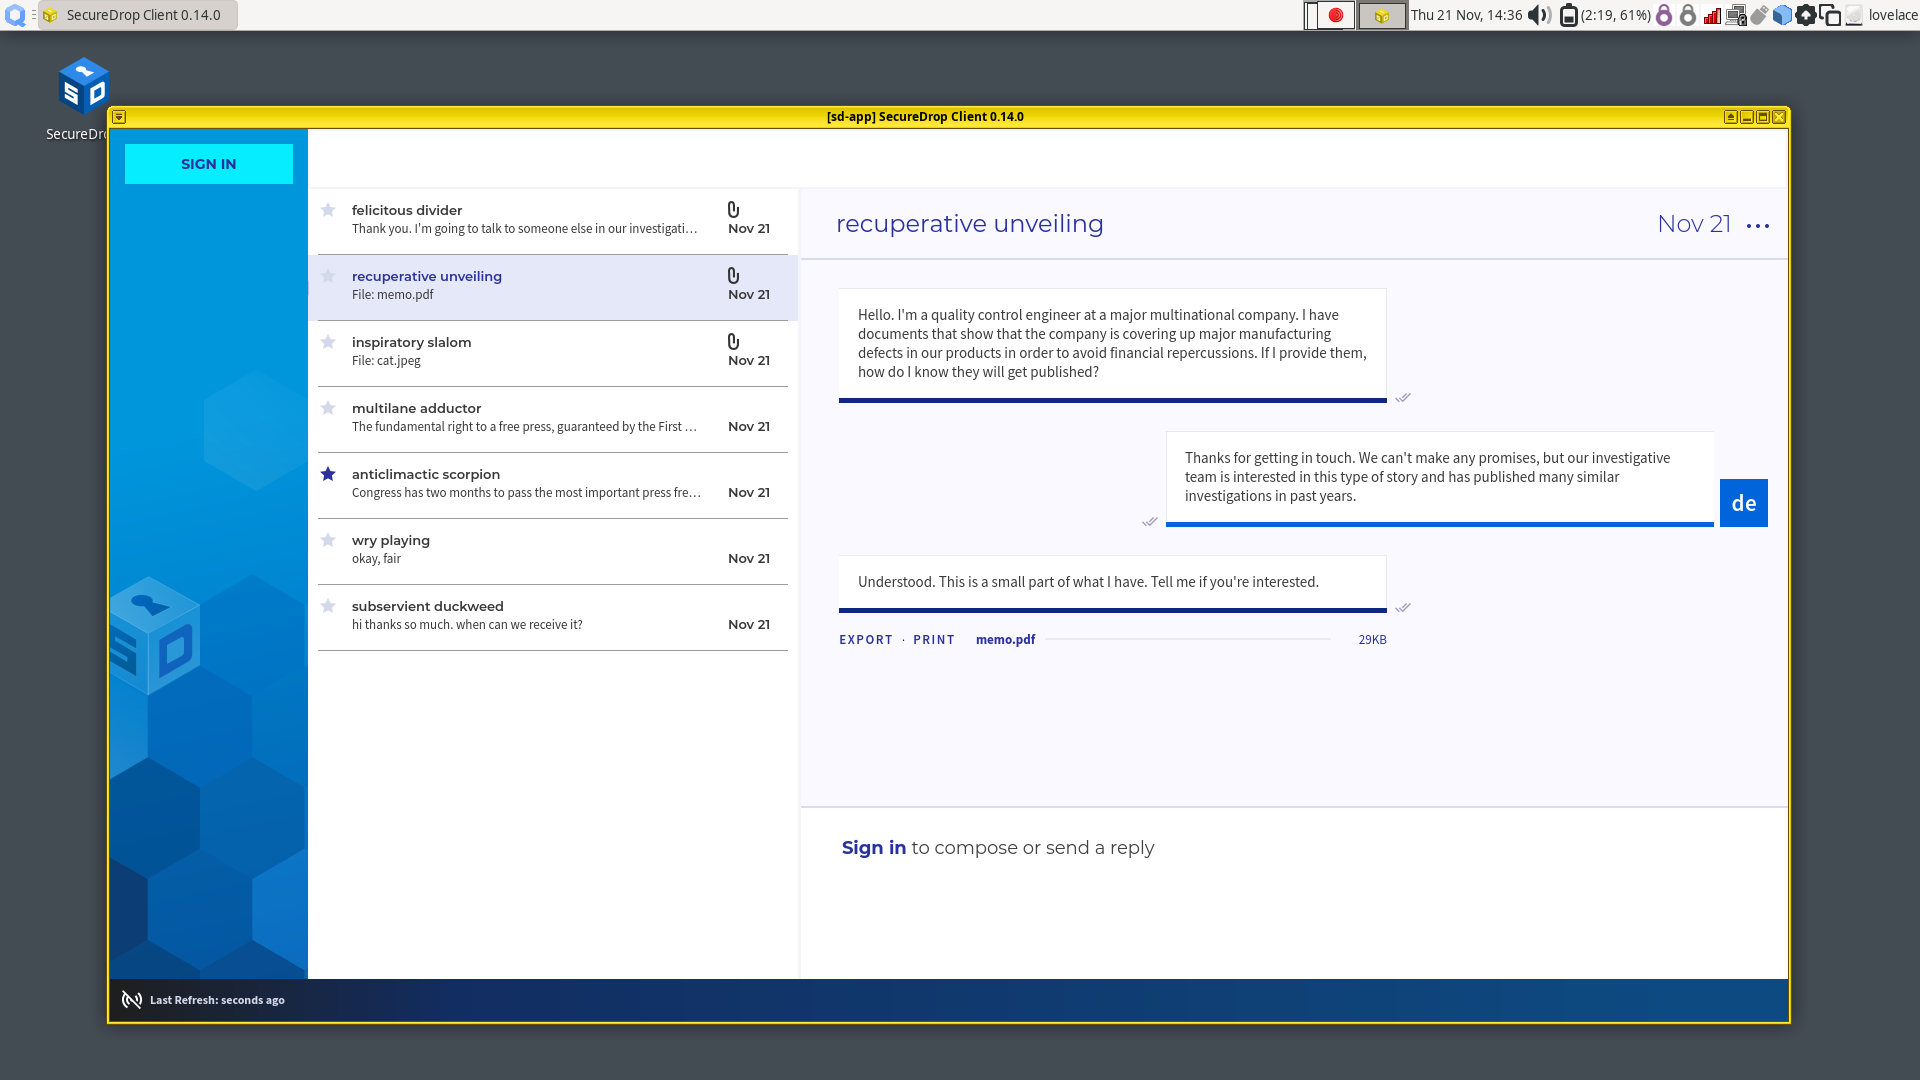 SecureDrop Client 0.14.0
Thu 21 Nov, 14:36
(2:19, 61%)
lovelace
[sd-app] SecureDrop Client 0.14.0
SIGN IN
felicitous divider
Thank you. I'm going to talk to someone else in our investigati…
Nov 21
recuperative unveiling
File: memo.pdf
Nov 21
inspiratory slalom
File: cat.jpeg
Nov 21
multilane adductor
The fundamental right to a free press, guaranteed by the First …
Nov 21
anticlimactic scorpion
Congress has two months to pass the most important press fre…
Nov 21
wry playing
okay, fair
Nov 21
subservient duckweed
hi thanks so much. when can we receive it?
Nov 21
recuperative unveiling
Nov 21
Hello. I'm a quality control engineer at a major multinational company. I have
documents that show that the company is covering up major manufacturing
defects in our products in order to avoid financial repercussions. If I provide them,
how do I know they will get published?
Thanks for getting in touch. We can't make any promises, but our investigative
team is interested in this type of story and has published many similar
investigations in past years.
de
Understood. This is a small part of what I have. Tell me if you're interested.
EXPORT · PRINT memo.pdf 29KB
Sign in to compose or send a reply
Last Refresh: seconds ago
SD
SD